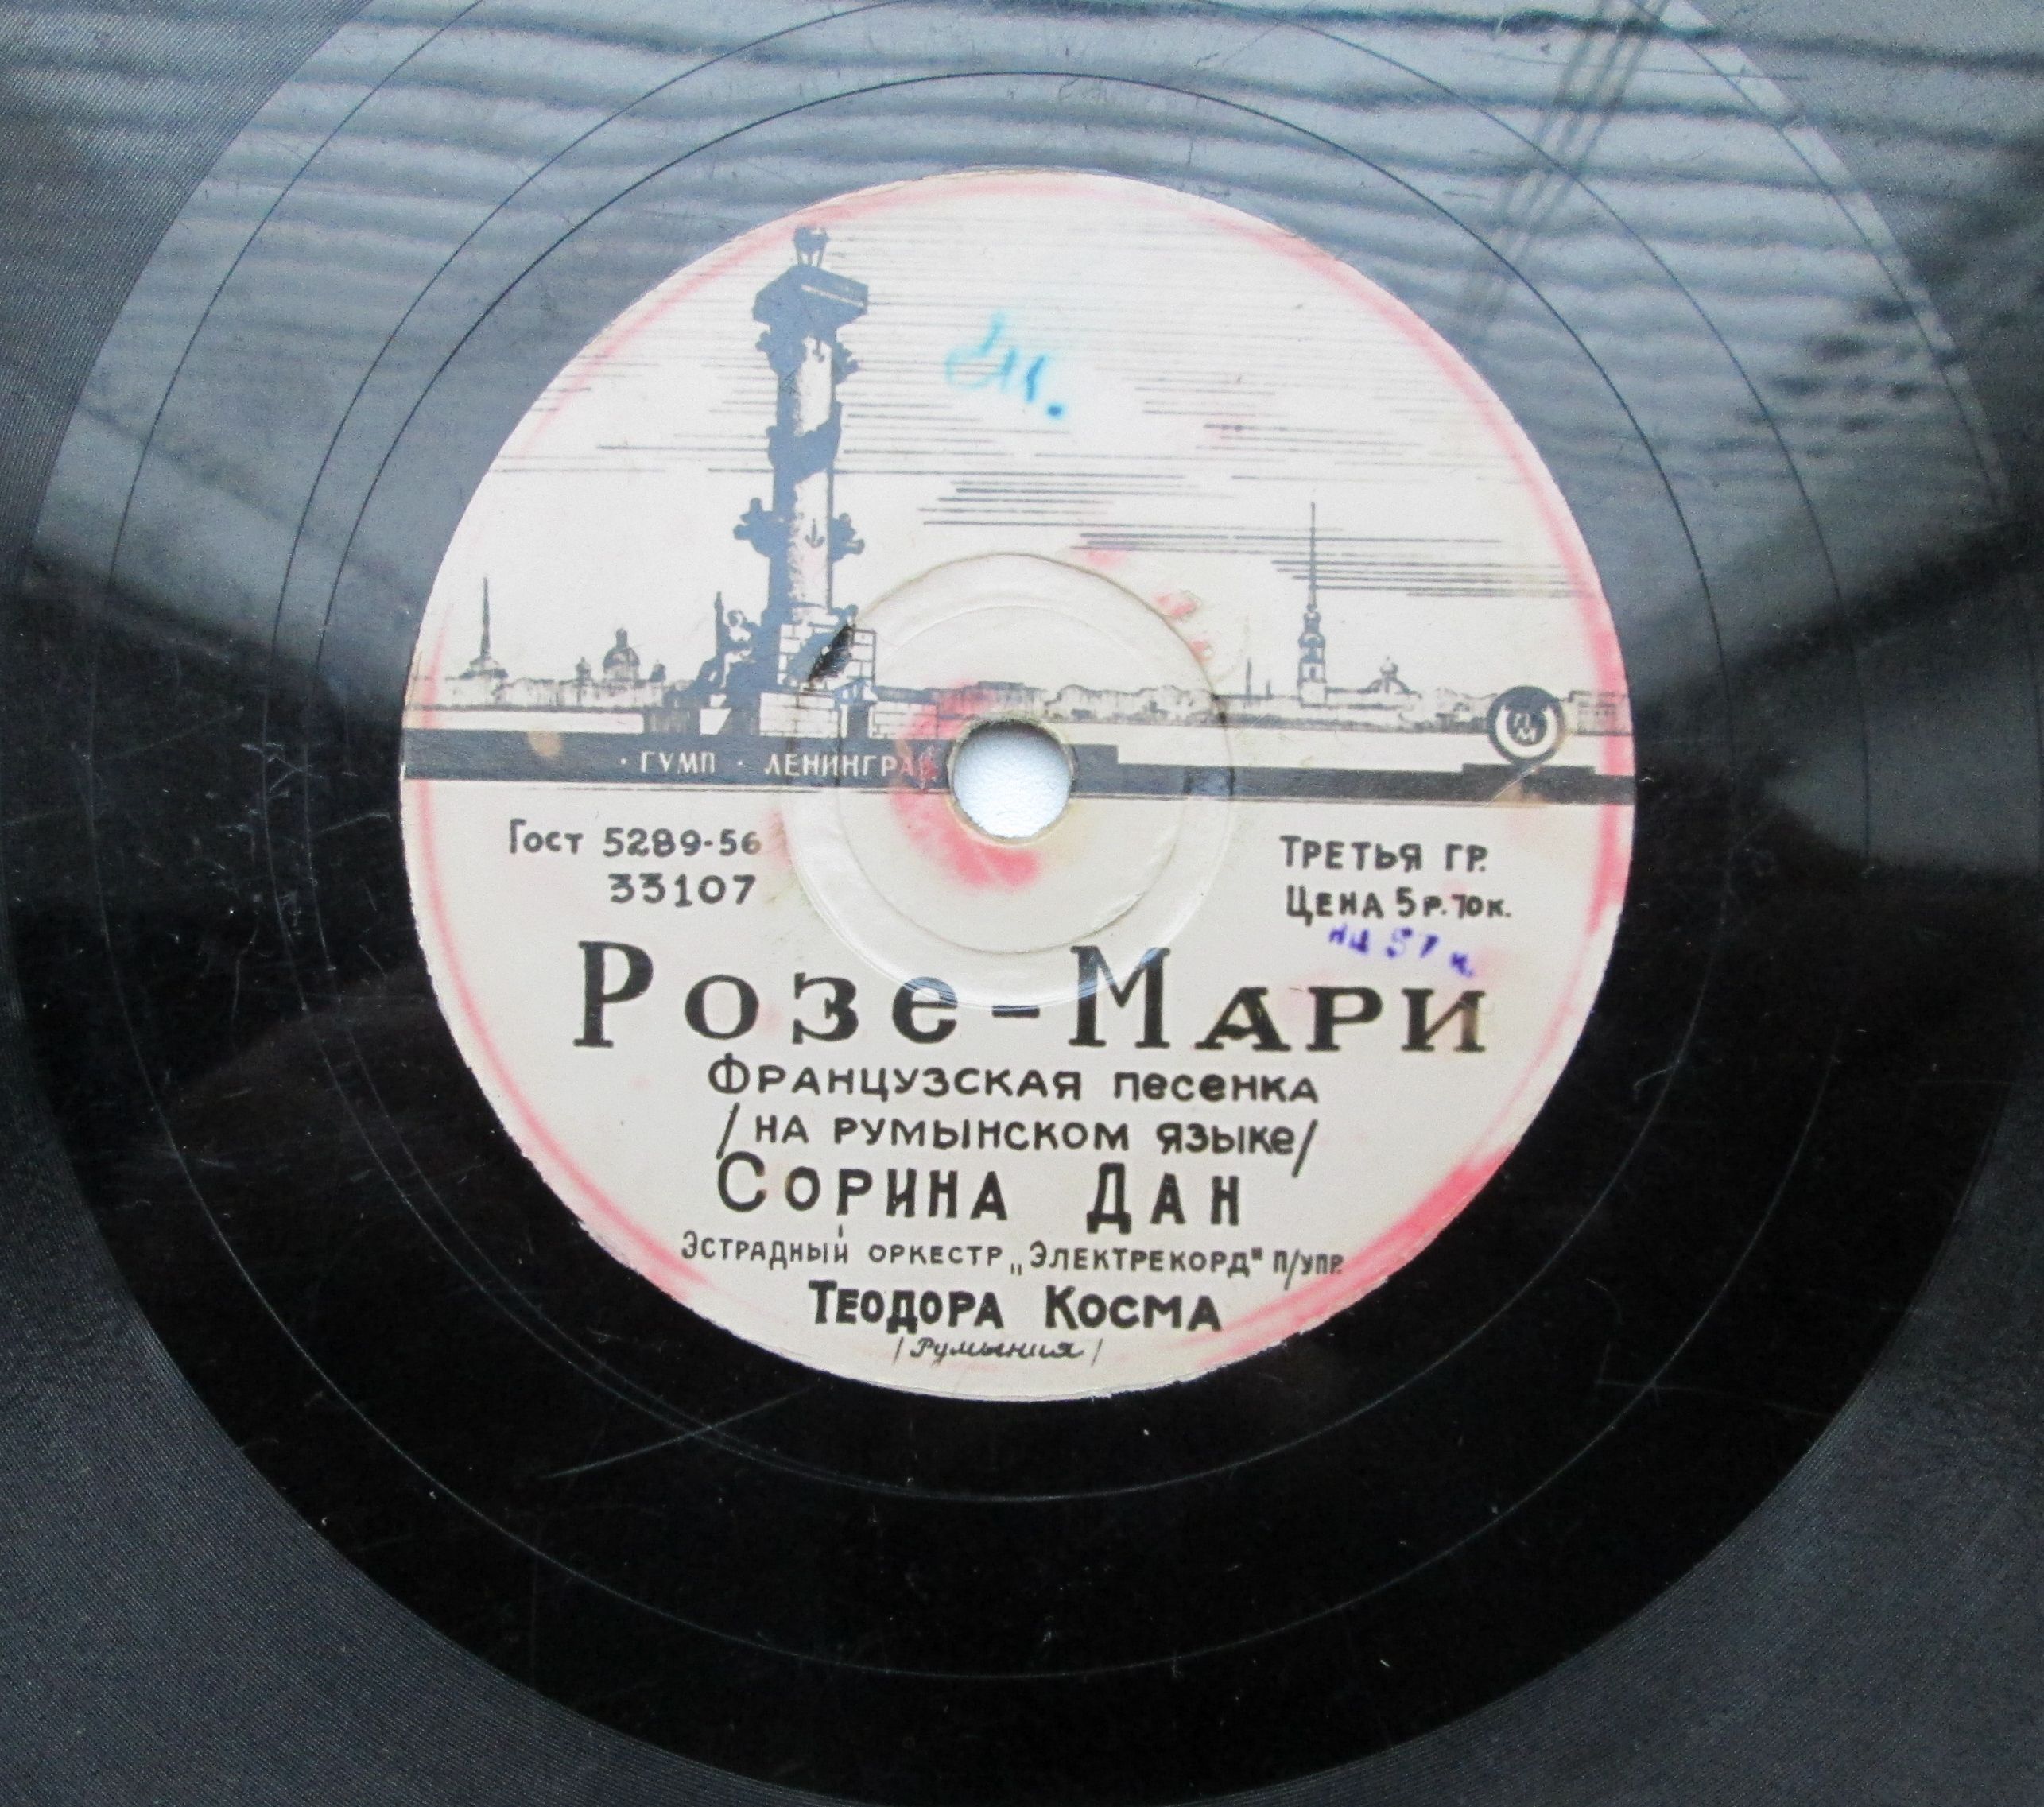 · ГУМП · ЛЕНИНГРАД
Гост 5289-56
33107
ТРЕТЬЯ ГР.
ЦЕНА 5 Р. 70 К.
Розе-Мари
ФРАНЦУЗСКАЯ песенка
/НА РУМЫНСКОМ ЯЗЫКе/
СОРИНА ДАН
ЭСТРАДНЫЙ ОРКЕСТР „ЭЛЕКТРЕКОРД" П/УПР.
ТЕОДОРА КОСМА
/Румыния/